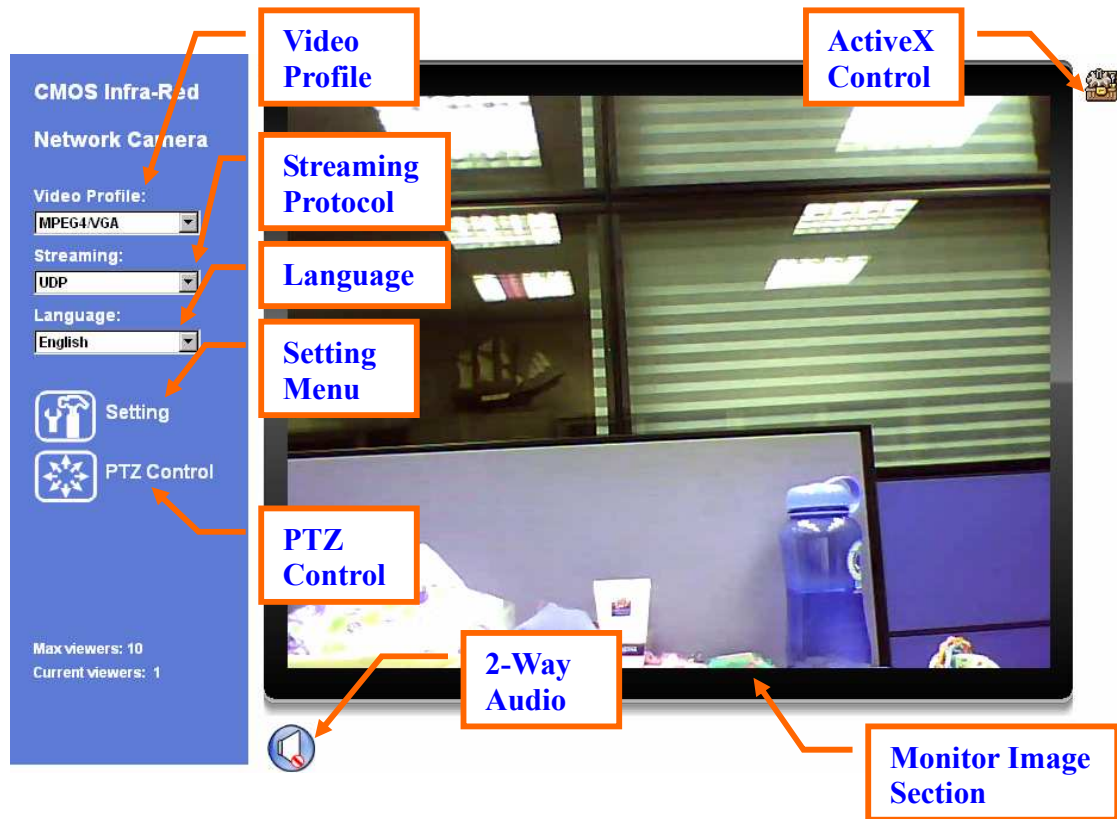 Video
Profile
ActiveX
Control
CMOS Infra-Red
Network Camera
Streaming
Protocol
Video Profile:
MPEG4/VGA
Streaming:
UDP
Language
Language:
English
Setting
Menu
Setting
PTZ Control
PTZ
Control
Max viewers: 10
Current viewers: 1
2-Way
Audio
Monitor Image
Section